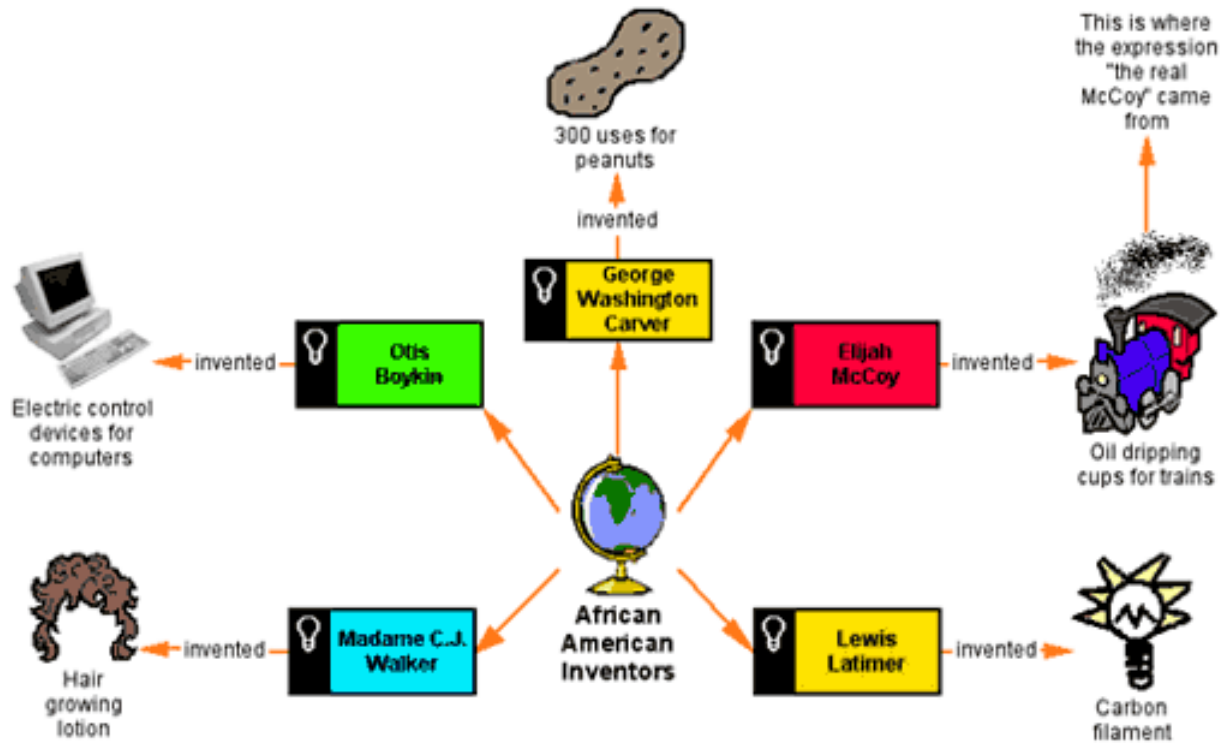 This is where
the expression
"the real
McCoy" came
from
300 uses for
peanuts
invented
George
Washington
Carver
Otis
Boykin
invented
Electric control
devices for
computers
Elijah
McCoy
invented
Oil dripping
cups for trains
African
American
Inventors
Madame C.J.
Walker
invented
Hair
growing
lotion
Lewis
Latimer
invented
Carbon
filament